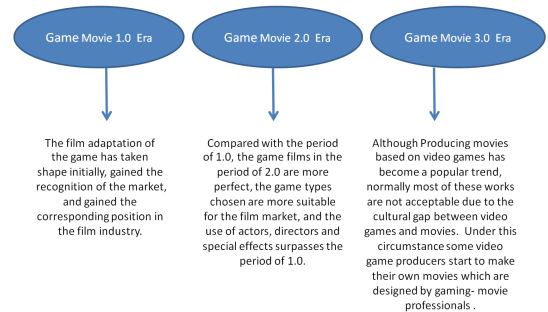 Game Movie 1.0 Era
Game Movie 2.0 Era
Game Movie 3.0 Era
The film adaptation of
the game has taken
shape initially, gained the
recognition of the market,
and gained the
corresponding position in
the film industry.
Compared with the period
of 1.0, the game films in the
period of 2.0 are more
perfect, the game types
chosen are more suitable
for the film market, and the
use of actors, directors and
special effects surpasses the
period of 1.0.
Although Producing movies
based on video games has
become a popular trend,
normally most of these works
are not acceptable due to the
cultural gap between video
games and movies. Under this
circumstance some video
game producers start to make
their own movies which are
designed by gaming- movie
professionals .